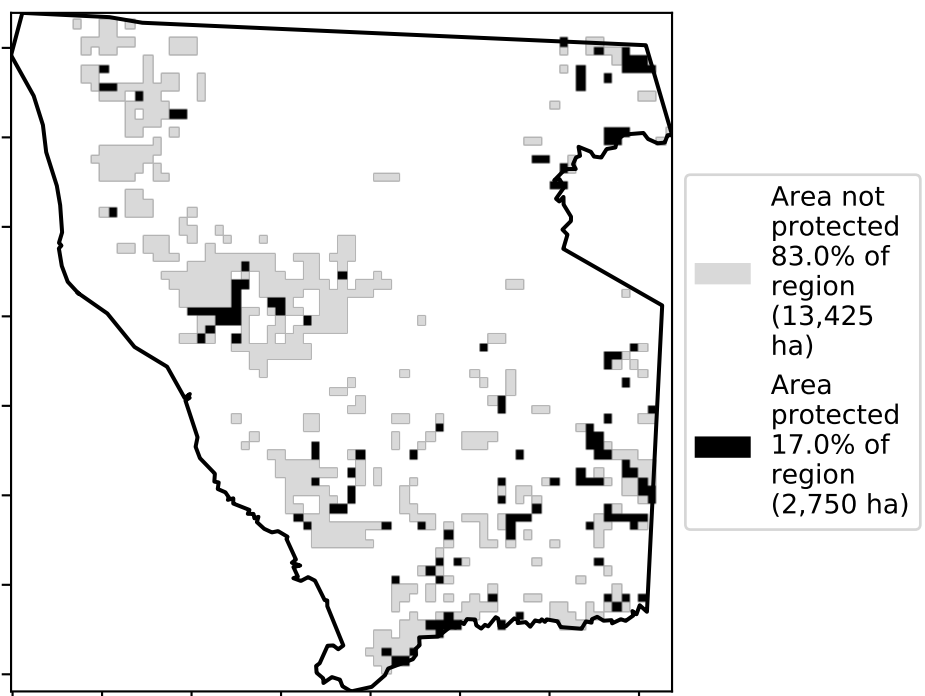 Area not
protected
83.0% of
region
(13,425
ha)
Area
protected
17.0% of
region
(2,750 ha)